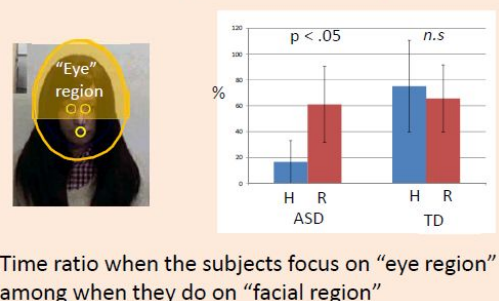 "Eye"
region
%
120
100
80
60
40
20
0
p < .05
n.s
H R
H R
ASD
TD
Time ratio when the subjects focus on "eye region"
among when they do on "facial region"